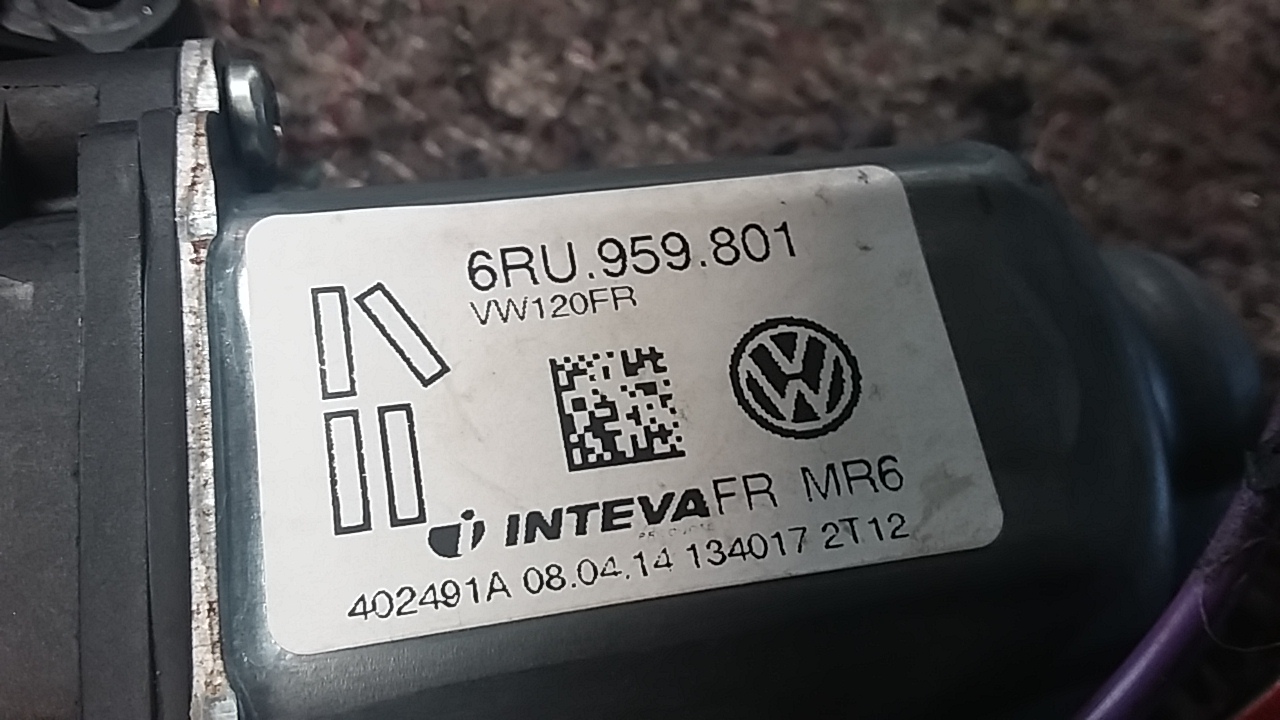 6RU.959.801
VW120FR
INTEVA FR MR6
402491A 08.04.14 134017 2T12